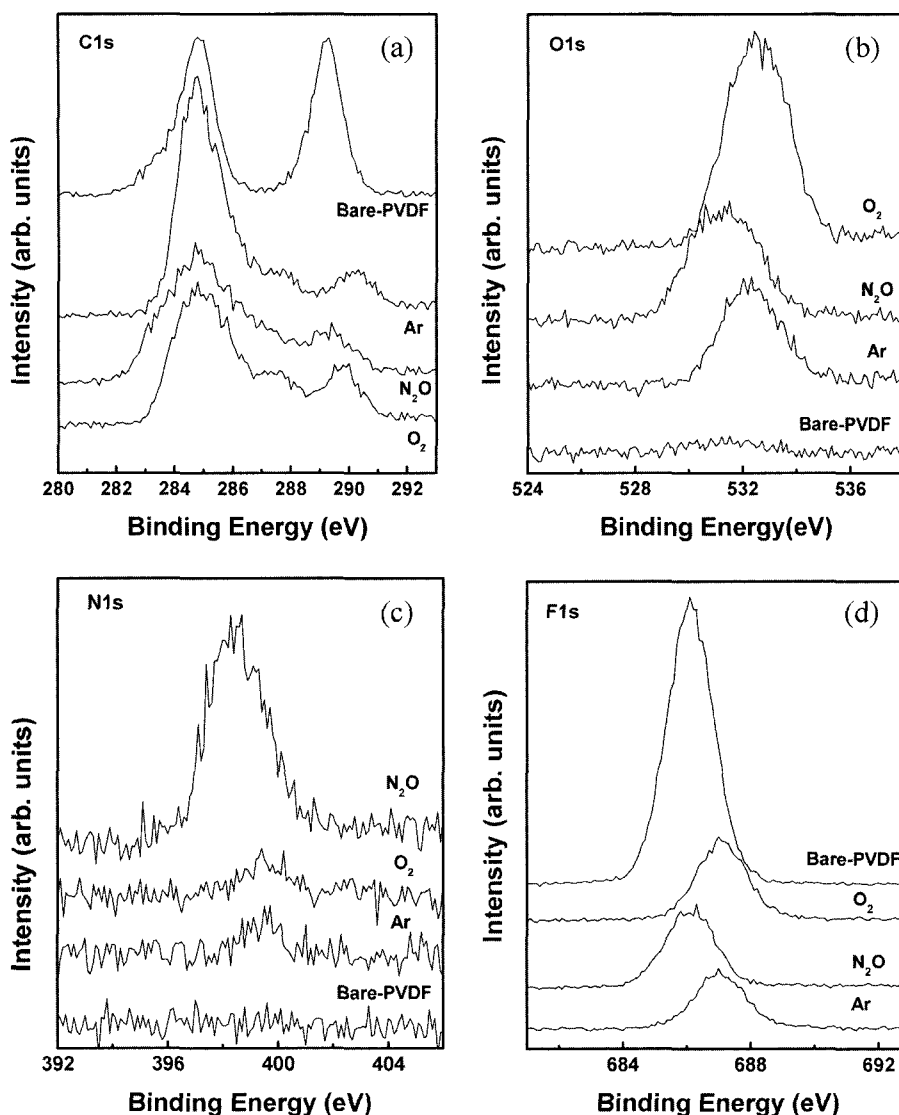 C1s
(a)
Bare-PVDF
Ar
N₂O
O₂
Intensity (arb. units)
280 282 284 286 288 290 292
Binding Energy (eV)
O1s
(b)
O₂
N₂O
Ar
Bare-PVDF
Intensity (arb. units)
524 528 532 536
Binding Energy(eV)
N1s
(c)
N₂O
O₂
Ar
Bare-PVDF
Intensity (arb. units)
392 396 400 404
Binding Energy (eV)
F1s
(d)
Bare-PVDF
O₂
N₂O
Ar
Intensity (arb. units)
684 688 692
Binding Energy (eV)